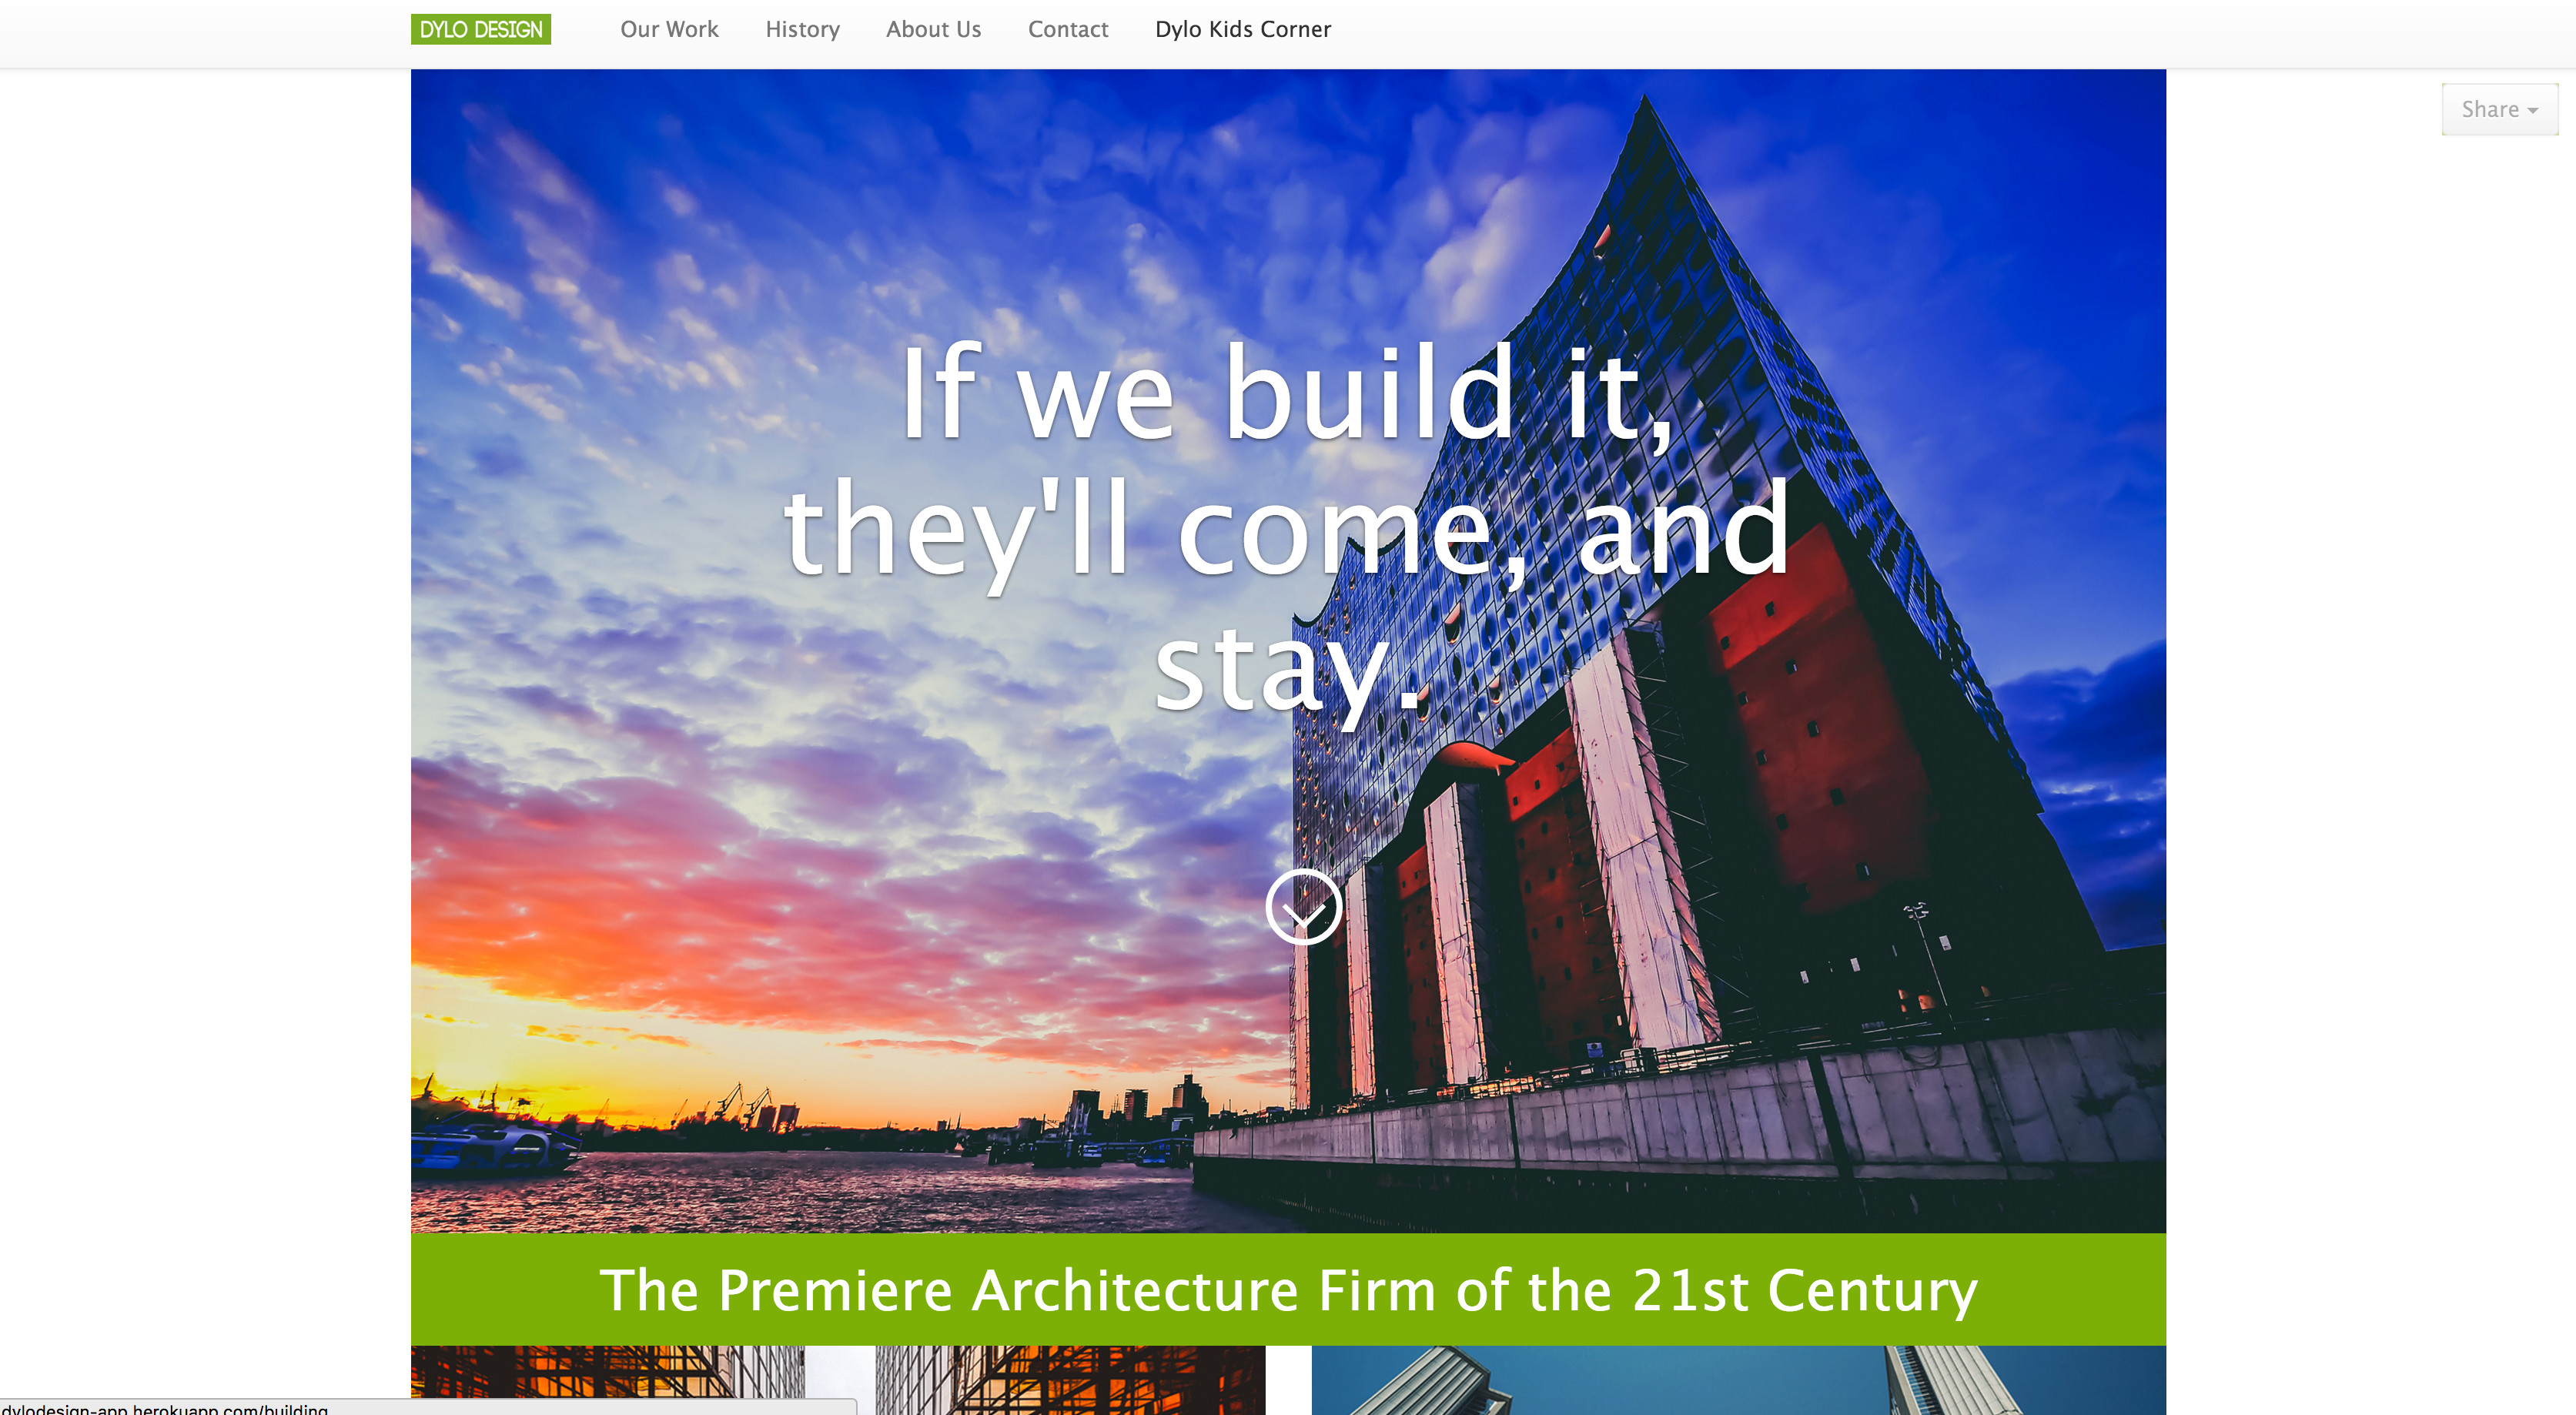 DYLO DESIGN
Our Work
History
About Us
Contact
Dylo Kids Corner
Share
If we build it,
they'll come, and
stay.
The Premiere Architecture Firm of the 21st Century
dylodesign-app.herokuapp.com/building